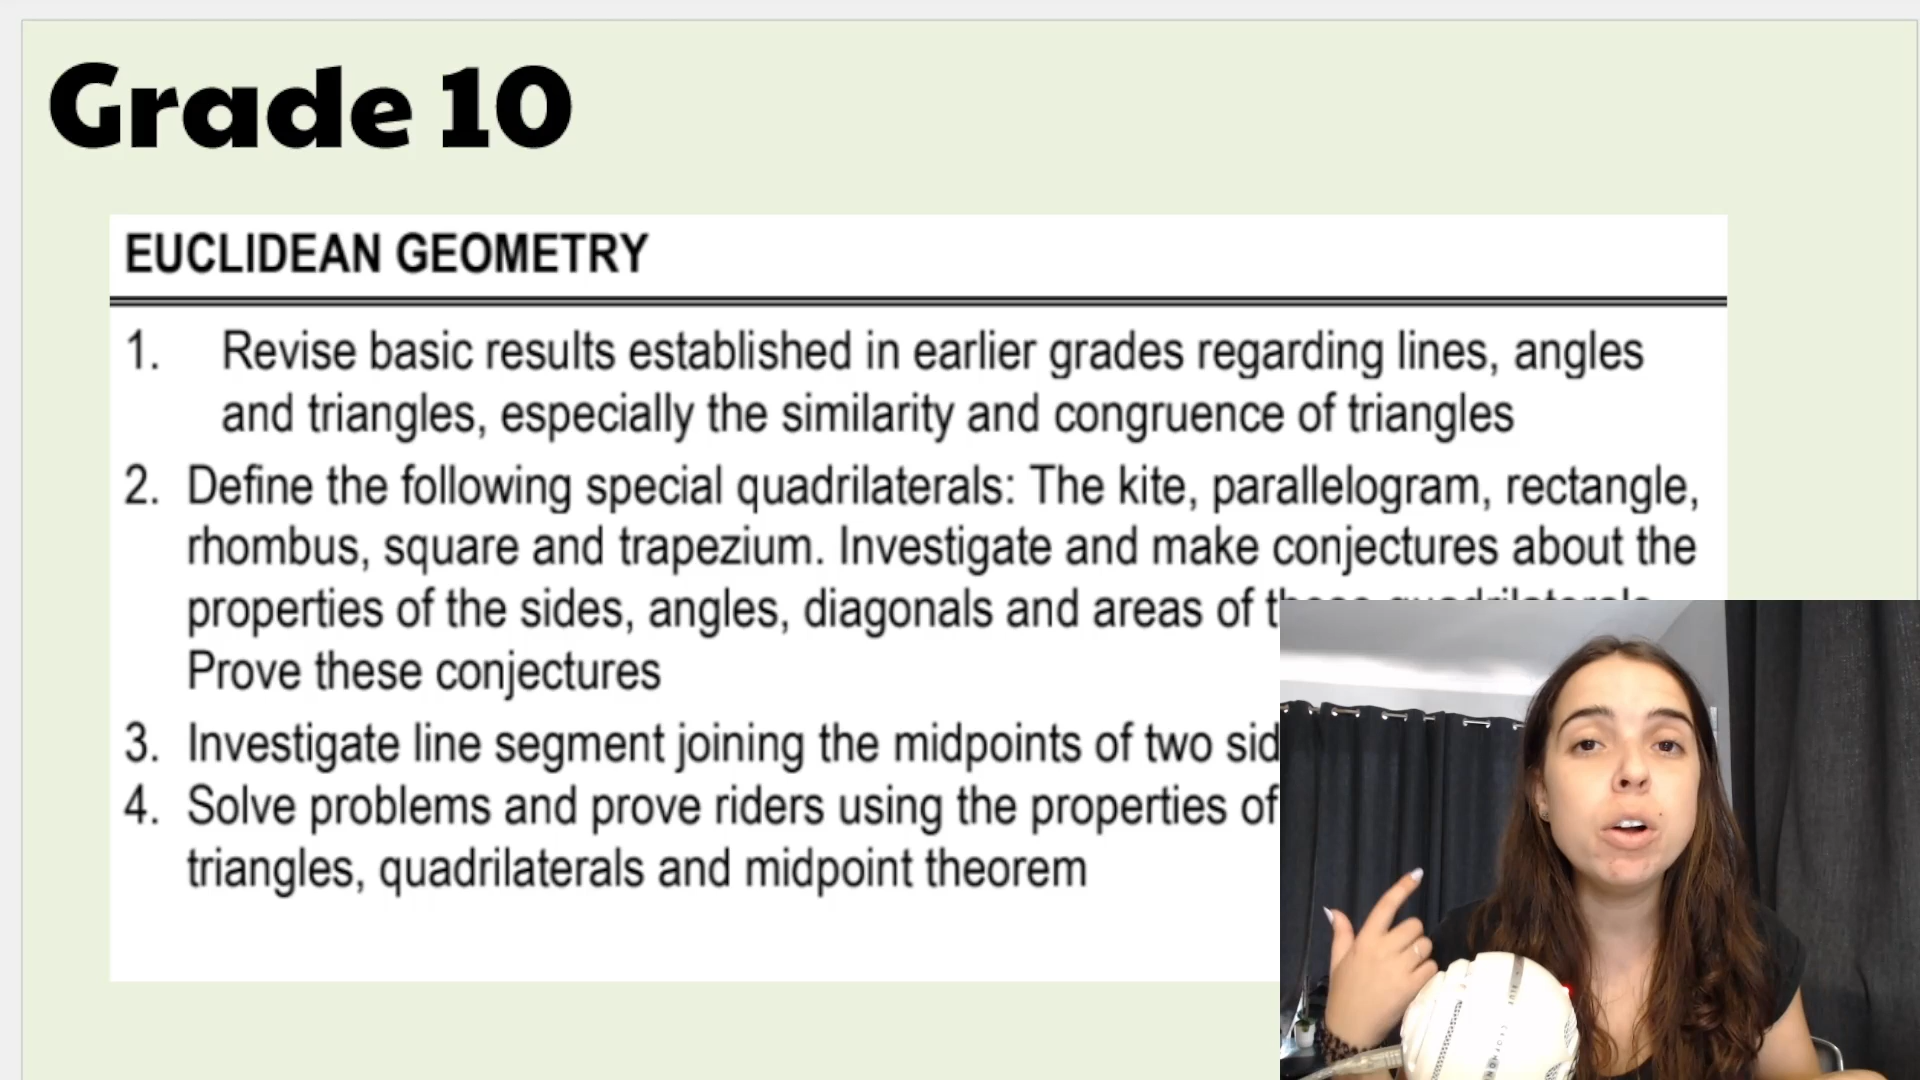 Grade 10
EUCLIDEAN GEOMETRY
1. Revise basic results established in earlier grades regarding lines, angles
and triangles, especially the similarity and congruence of triangles
2. Define the following special quadrilaterals: The kite, parallelogram, rectangle,
rhombus, square and trapezium. Investigate and make conjectures about the
properties of the sides, angles, diagonals and areas of these quadrilaterals
Prove these conjectures
3. Investigate line segment joining the midpoints of two sid
4. Solve problems and prove riders using the properties of
triangles, quadrilaterals and midpoint theorem